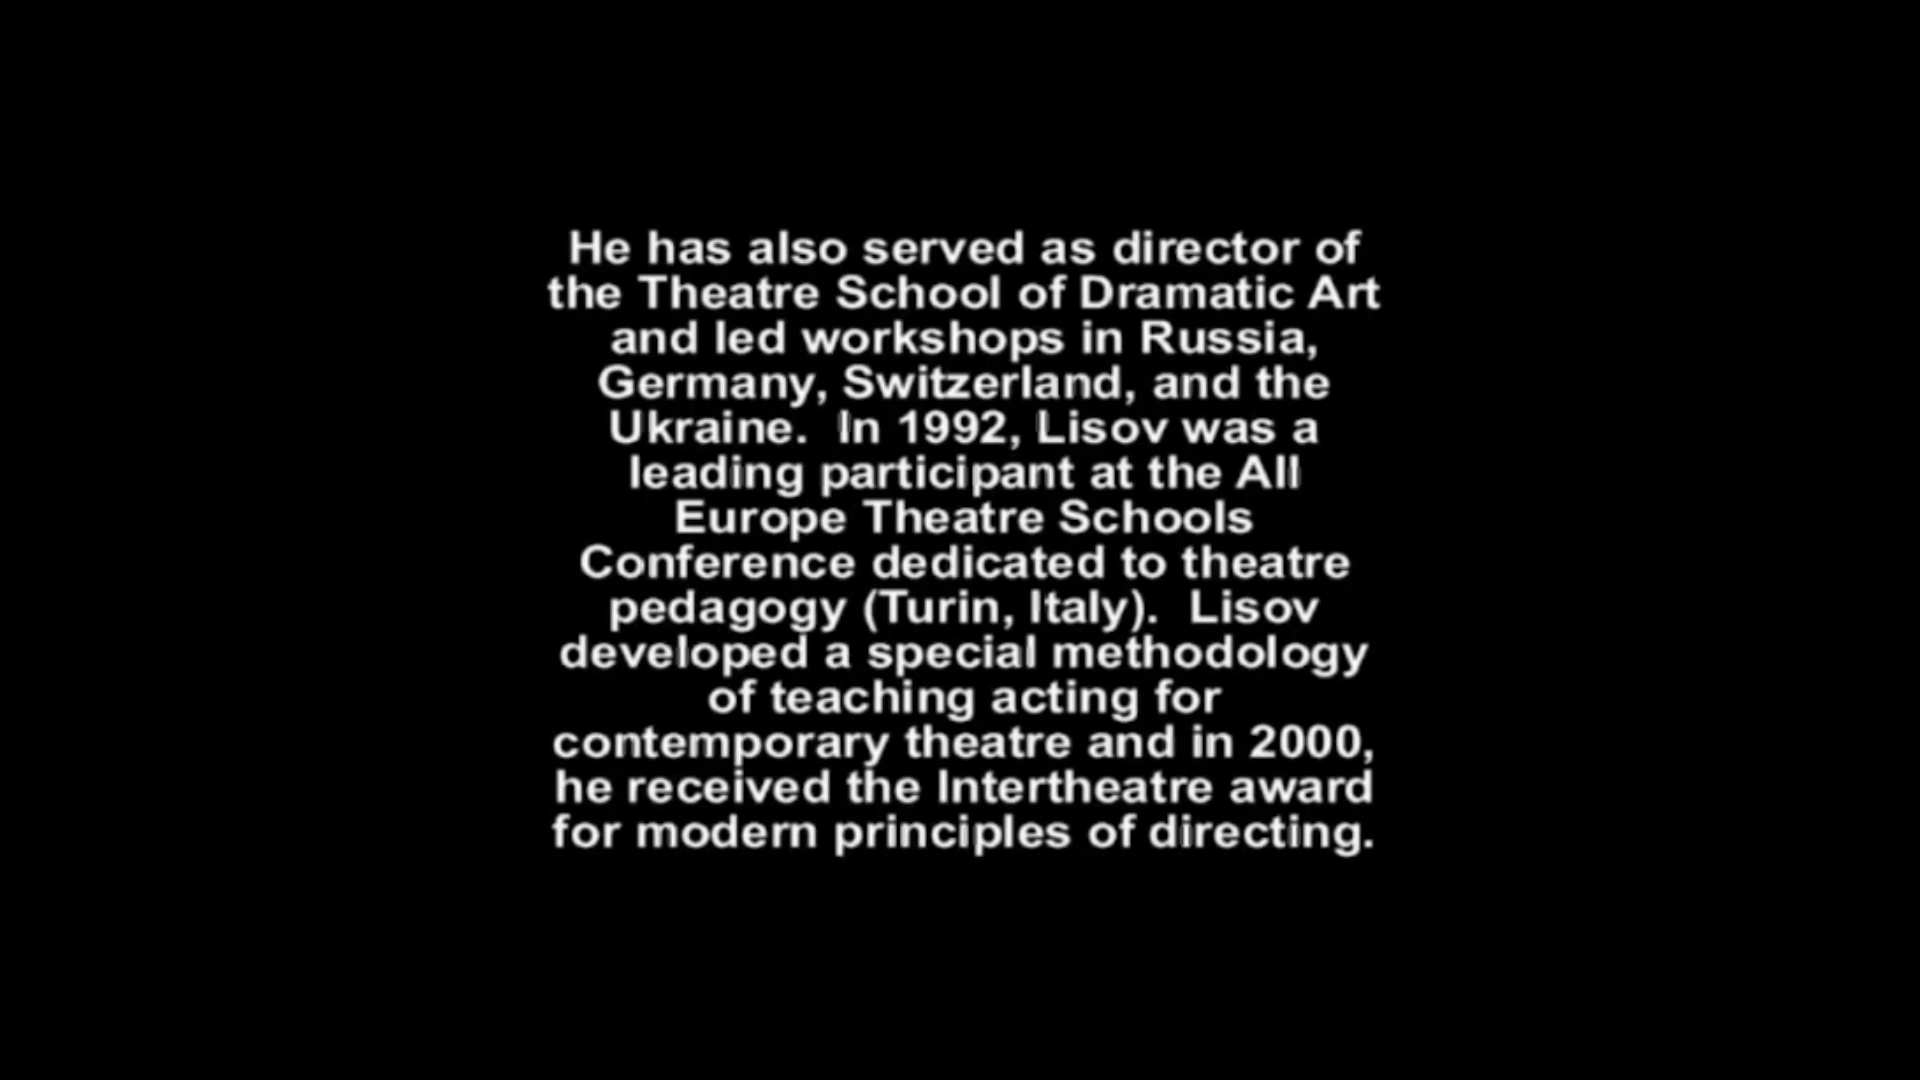 He has also served as director of
the Theatre School of Dramatic Art
and led workshops in Russia,
Germany, Switzerland, and the
Ukraine.  In 1992, Lisov was a
leading participant at the All
Europe Theatre Schools
Conference dedicated to theatre
pedagogy (Turin, Italy).  Lisov
developed a special methodology
of teaching acting for
contemporary theatre and in 2000,
he received the Intertheatre award
for modern principles of directing.